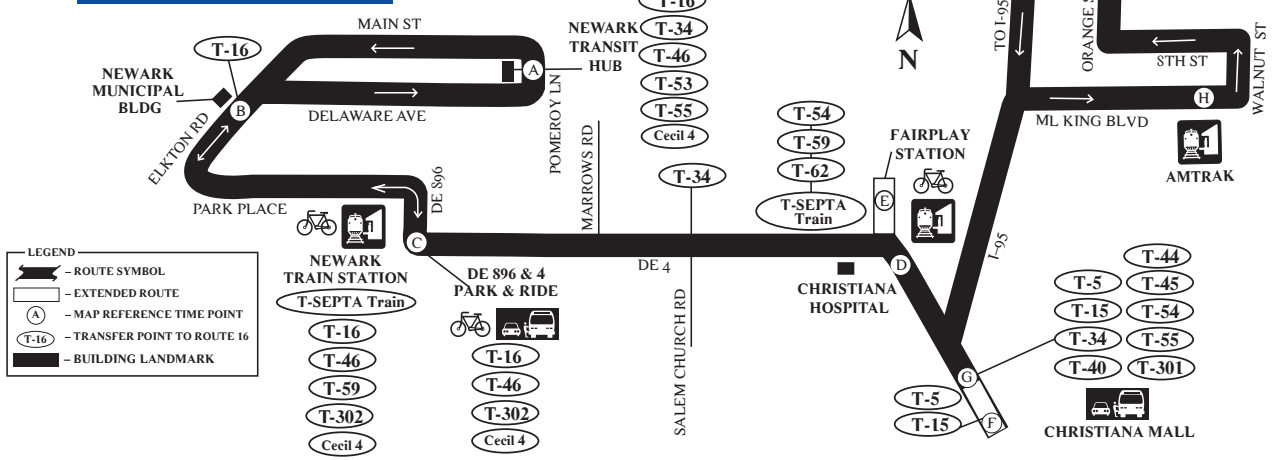 MAIN ST
T-16
NEWARK
MUNICIPAL
BLDG
B
DELAWARE AVE
ELKTON RD
PARK PLACE
DE 896
A
NEWARK
TRANSIT
HUB
POMEROY LN
T-16
T-34
T-46
T-53
T-55
Cecil 4
MARROWS RD
T-34
SALEM CHURCH RD
DE 4
C
NEWARK
TRAIN STATION
T-SEPTA Train
T-16
T-46
T-59
T-302
Cecil 4
DE 896 & 4
PARK & RIDE
T-16
T-46
T-302
Cecil 4
T-54
T-59
T-62
T-SEPTA
Train
FAIRPLAY
STATION
E
D
CHRISTIANA
HOSPITAL
N
TO I-95
ORANGE S
8TH ST
WALNUT ST
H
ML KING BLVD
AMTRAK
I-95
G
F
T-5
T-15
T-44
T-5
T-45
T-15
T-54
T-34
T-55
T-40
T-301
CHRISTIANA MALL
LEGEND
– ROUTE SYMBOL
– EXTENDED ROUTE
A – MAP REFERENCE TIME POINT
T-16 – TRANSFER POINT TO ROUTE 16
– BUILDING LANDMARK